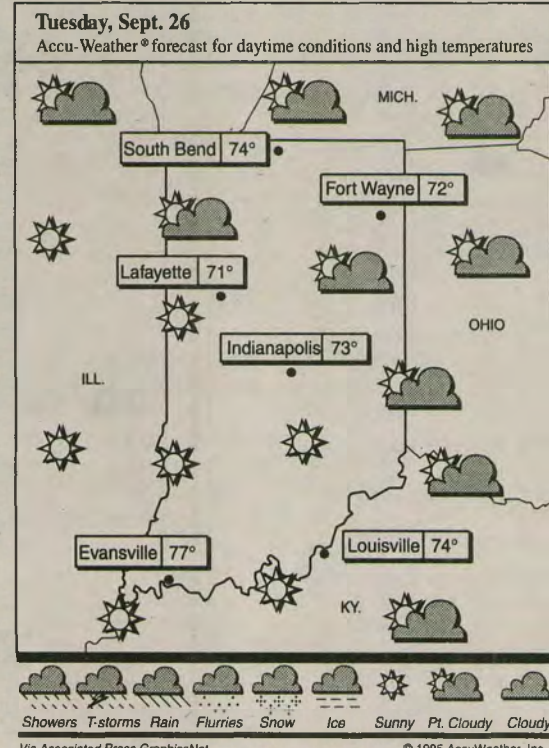 Tuesday, Sept. 26
Accu-Weather® forecast for daytime conditions and high temperatures
MICH.
South Bend 74°
Fort Wayne 72°
Lafayette 71°
OHIO
Indianapolis 73°
ILL.
Evansville 77°
Louisville 74°
KY.
Showers T-storms Rain Flurries Snow Ice Sunny Pt. Cloudy Cloudy
Via Associated Press GraphicsNet © 1995 AccuWeather, Inc.